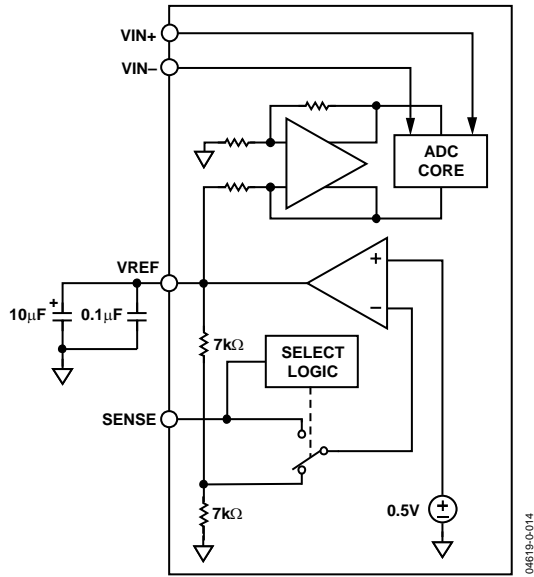 VIN+
VIN–
ADC
CORE
VREF
+
–
10μF
+
0.1μF
7kΩ
SELECT
LOGIC
SENSE
7kΩ
0.5V
+
–
04619-0-014